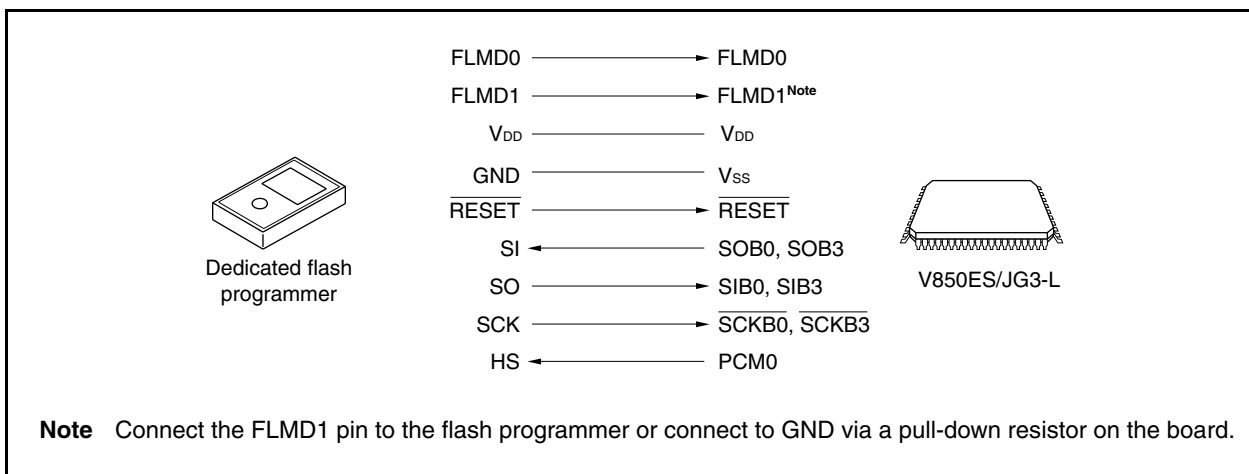 FLMD0 FLMD0
FLMD1 FLMD1Note
VDD VDD
GND VSS
RESET RESET
SI SOB0, SOB3
SO SIB0, SIB3
SCK SCKB0, SCKB3
HS PCM0
Dedicated flash
programmer
V850ES/JG3-L
Note Connect the FLMD1 pin to the flash programmer or connect to GND via a pull-down resistor on the board.